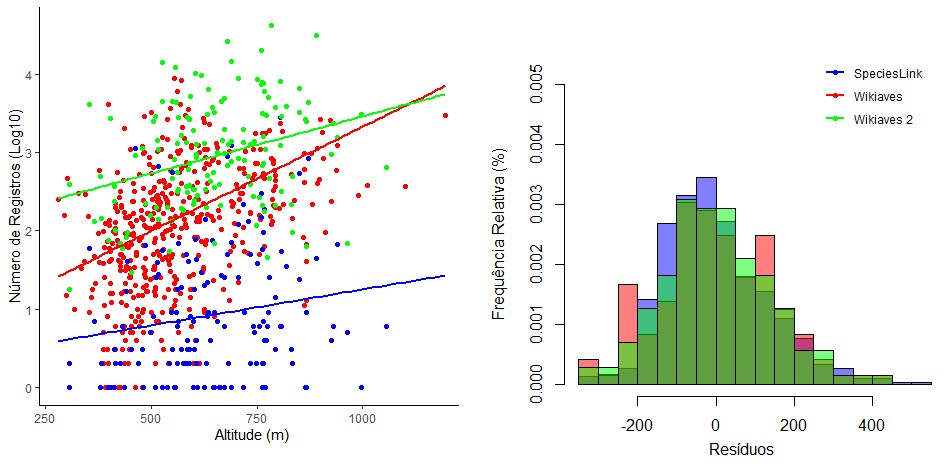 Número de Registros (Log10)
4
3
2
1
0
250
500
750
1000
Altitude (m)
Frequência Relativa (%)
0.005
0.004
0.003
0.002
0.001
0.000
-200
0
200
400
Resíduos
SpeciesLink
Wikiaves
Wikiaves 2